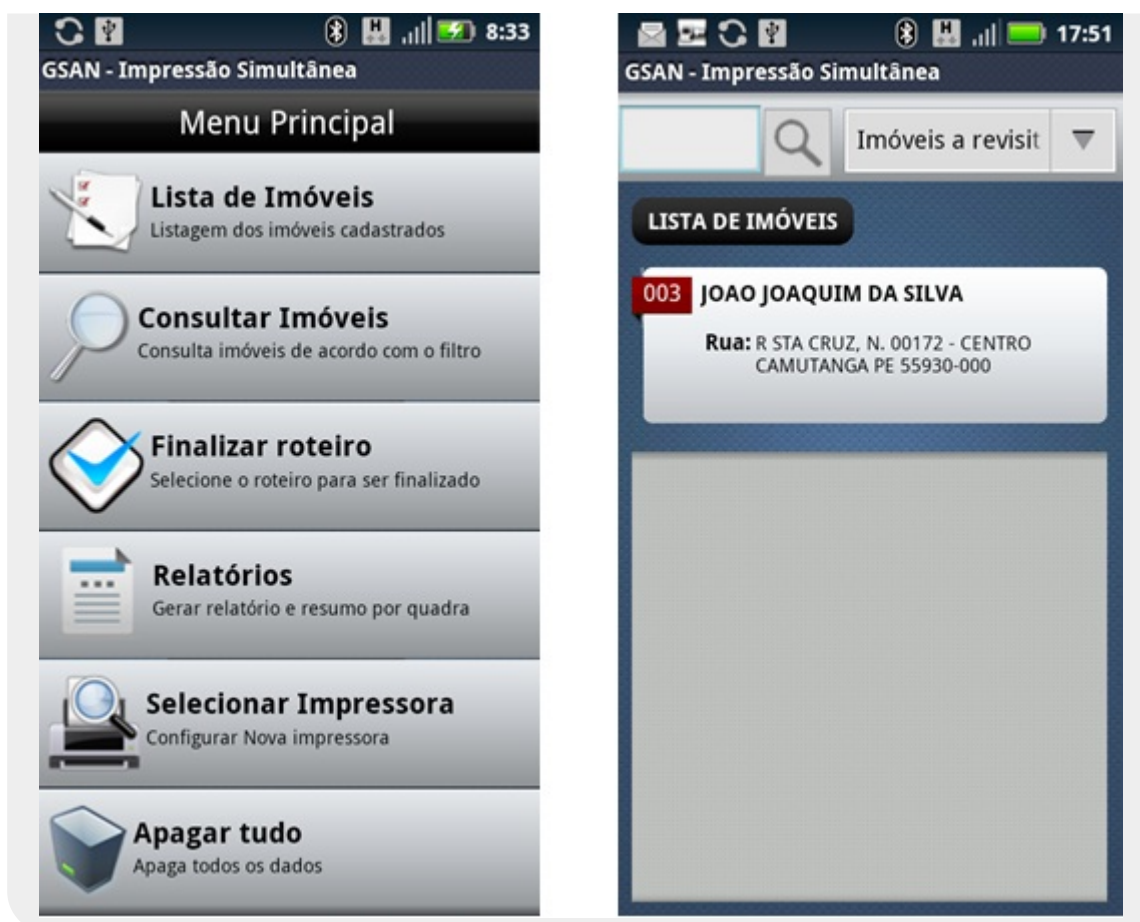 8:33
GSAN - Impressão Simultânea
Menu Principal
Lista de Imóveis
Listagem dos imóveis cadastrados
Consultar Imóveis
Consulta imóveis de acordo com o filtro
Finalizar roteiro
Selecione o roteiro para ser finalizado
Relatórios
Gerar relatório e resumo por quadra
Selecionar Impressora
Configurar Nova impressora
Apagar tudo
Apaga todos os dados
H 17:51
GSAN - Impressão Simultânea
Imóveis a revisit
LISTA DE IMÓVEIS
003 JOAO JOAQUIM DA SILVA
Rua: R STA CRUZ, N. 00172 - CENTRO
CAMUTANGA PE 55930-000